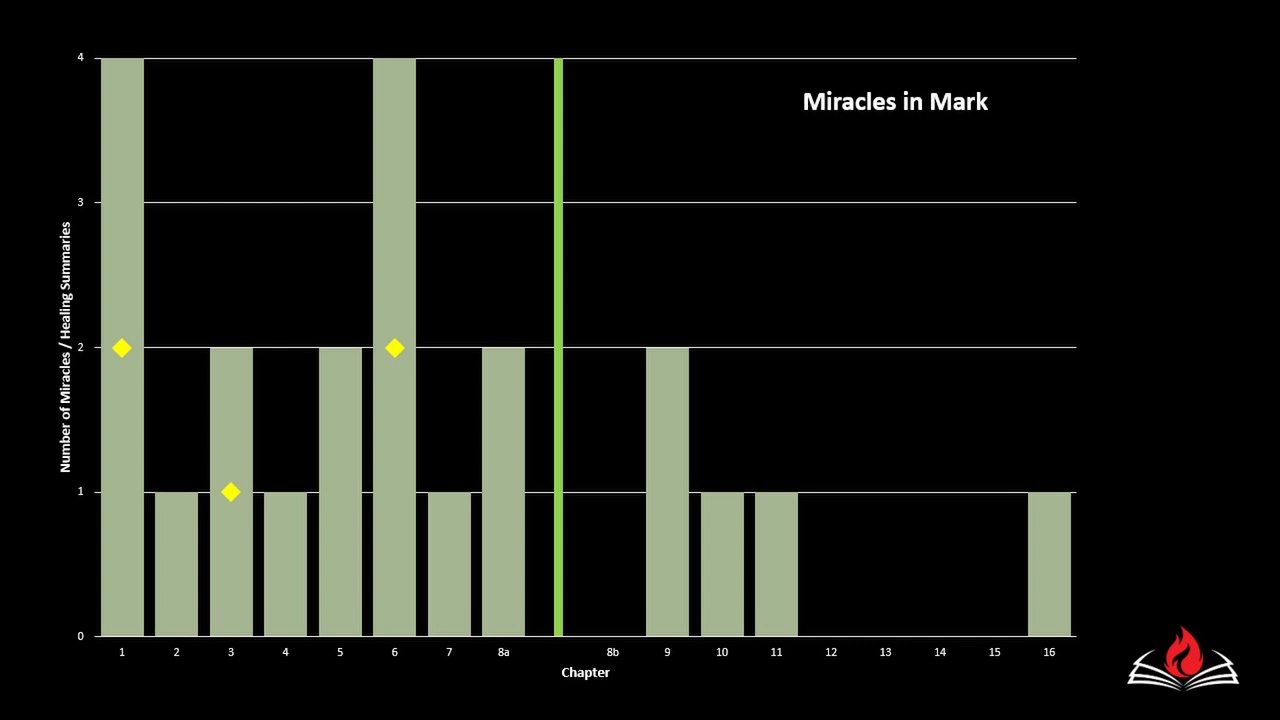 Miracles in Mark
Number of Miracles / Healing Summaries
4
3
2
1
0
1 2 3 4 5 6 7 8a 8b 9 10 11 12 13 14 15 16
Chapter